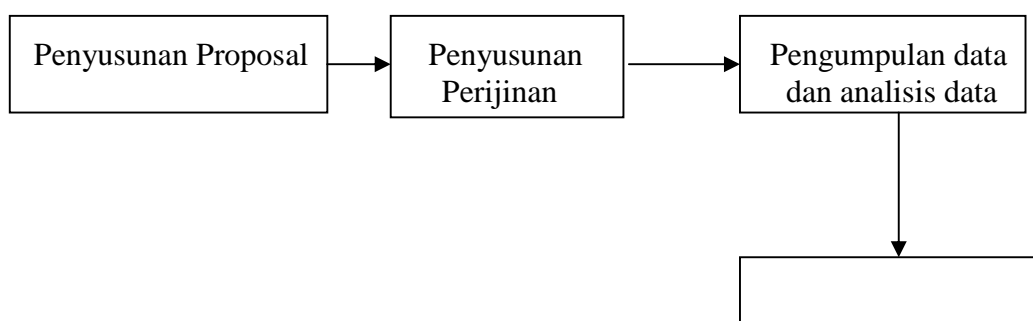 Penyusunan Proposal
Penyusunan
Perijinan
Pengumpulan data
dan analisis data